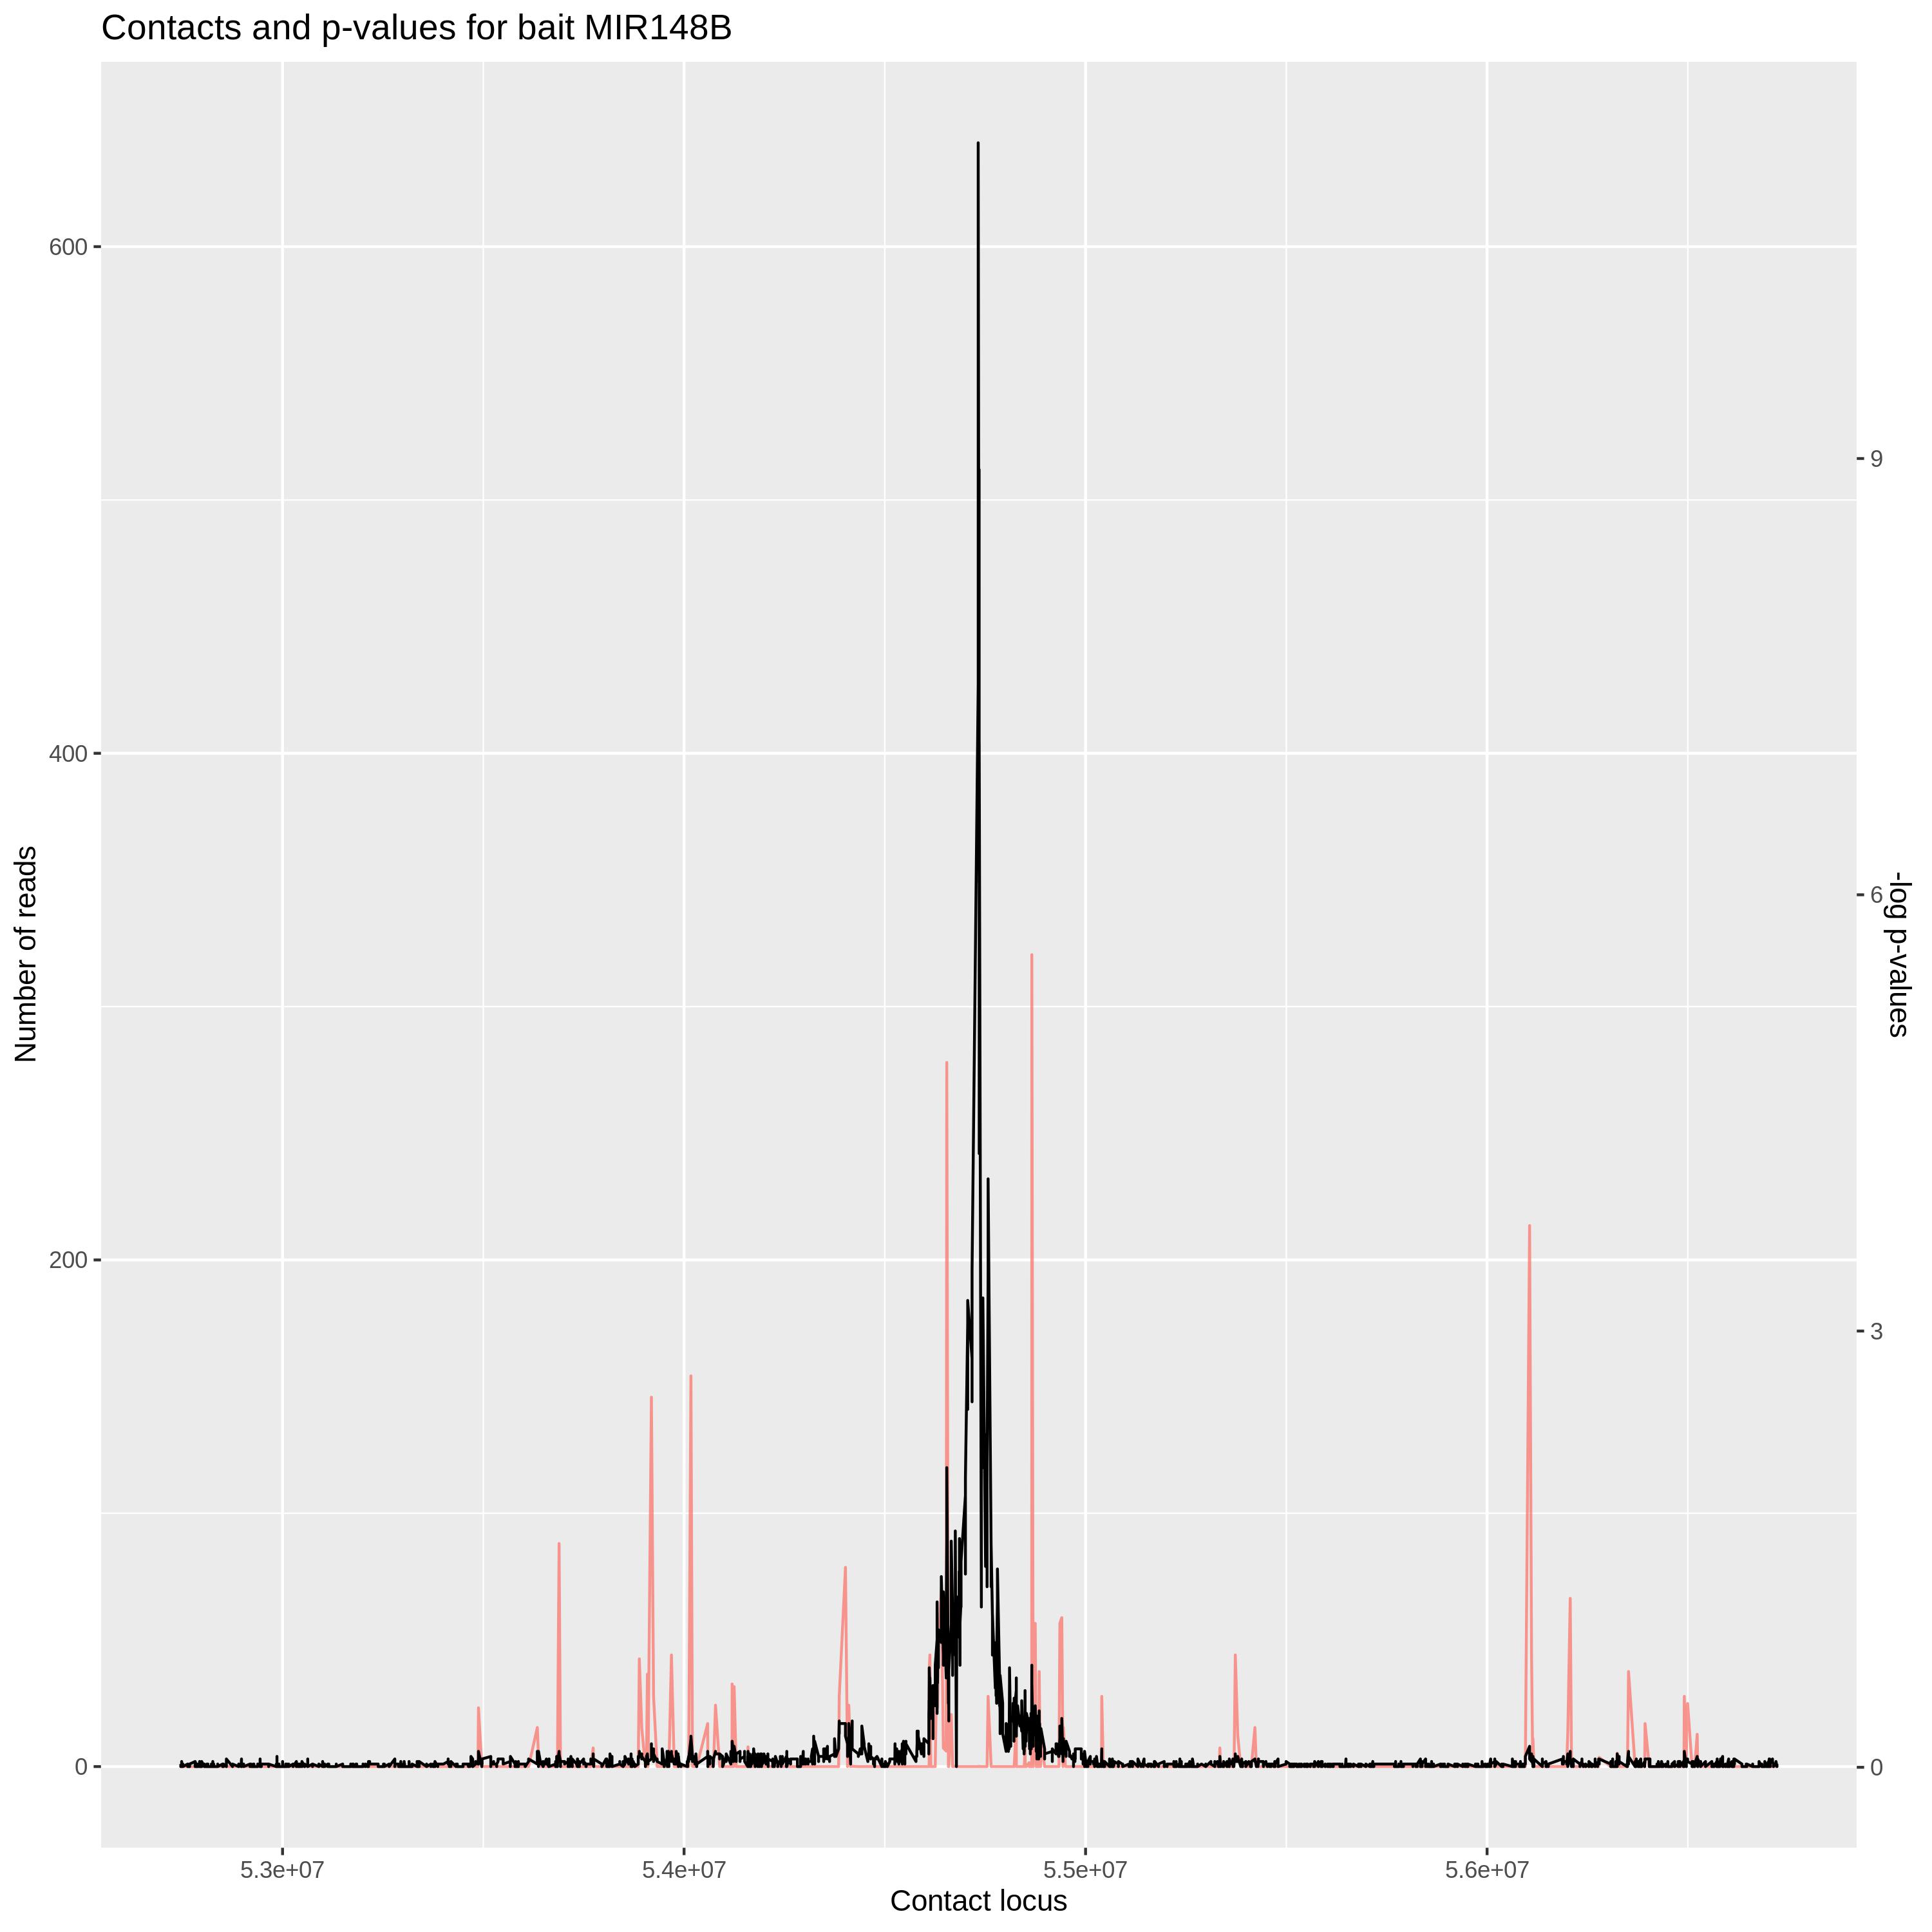 Contacts and p-values for bait MIR148B
600
400
200
0
9
6
3
0
Number of reads
-log p-values
5.3e+07 5.4e+07 5.5e+07 5.6e+07
Contact locus